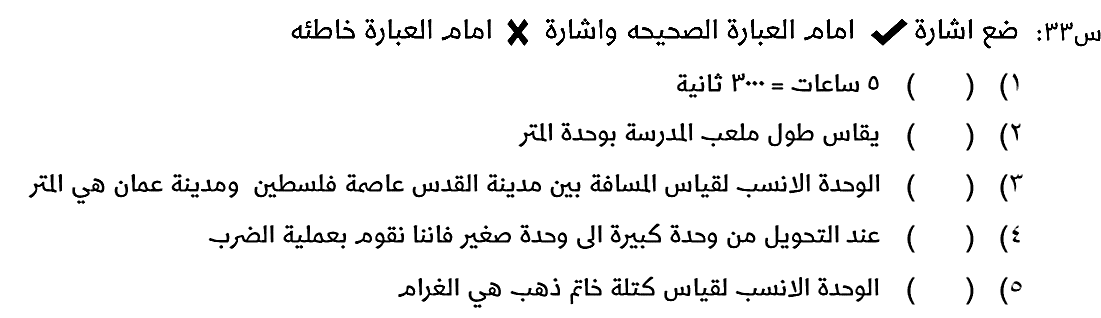 س٣٣: ضع اشارة ✔ امام العبارة الصحيحه واشارة ✖ امام العبارة خاطئه
١) ( ) ٥ ساعات = ٣٠٠٠ ثانية
٢) ( ) يقاس طول ملعب المدرسة بوحدة المتر
٣) ( ) الوحدة الانسب لقياس المسافة بين مدينة القدس عاصمة فلسطين ومدينة عمان هي المتر
٤) ( ) عند التحويل من وحدة كبيرة الى وحدة صغير فاننا نقوم بعملية الضرب
٥) ( ) الوحدة الانسب لقياس كتلة خاتم ذهب هي الغرام